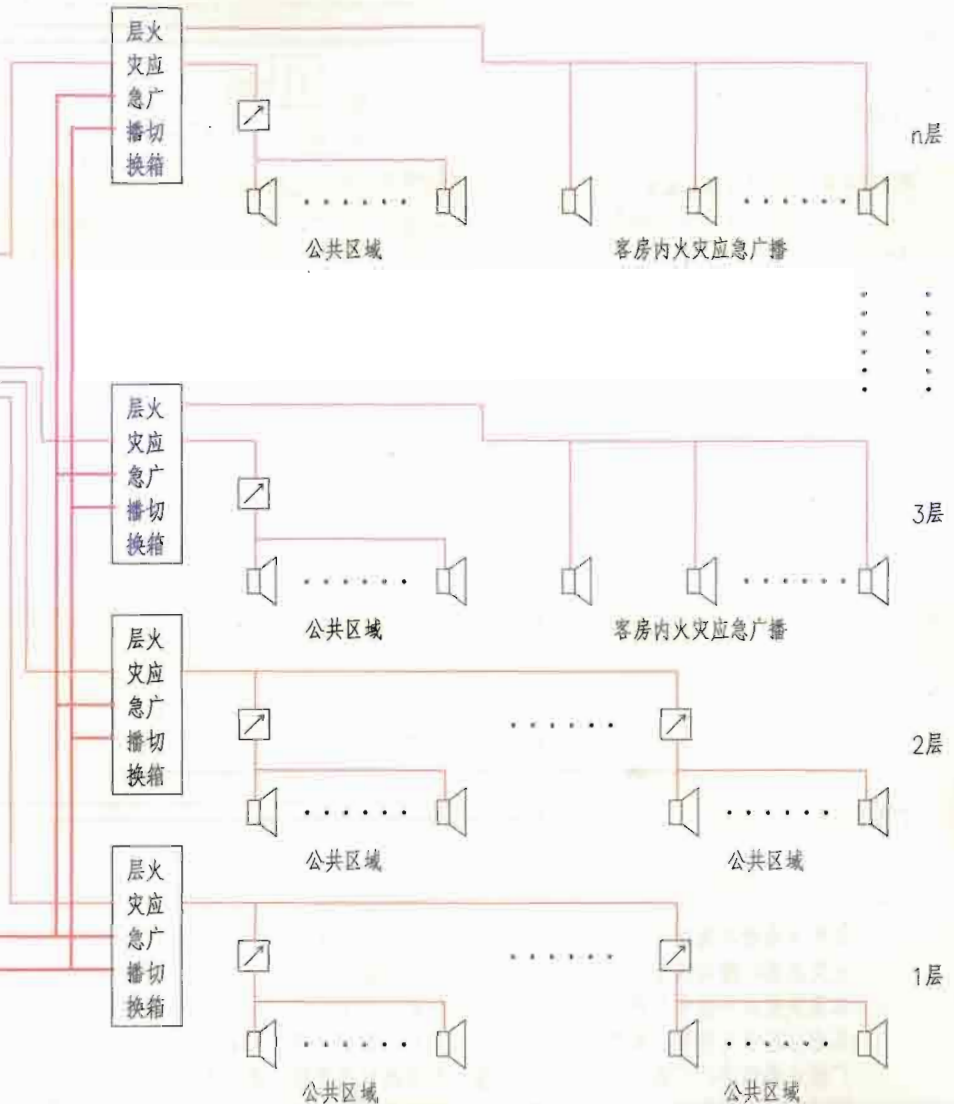 层火
灾应
急广
播切
换箱
n层
公共区域
客房内火灾应急广播
层火
灾应
急广
播切
换箱
3层
公共区域
客房内火灾应急广播
层火
灾应
急广
播切
换箱
2层
公共区域
公共区域
层火
灾应
急广
播切
换箱
1层
公共区域
公共区域